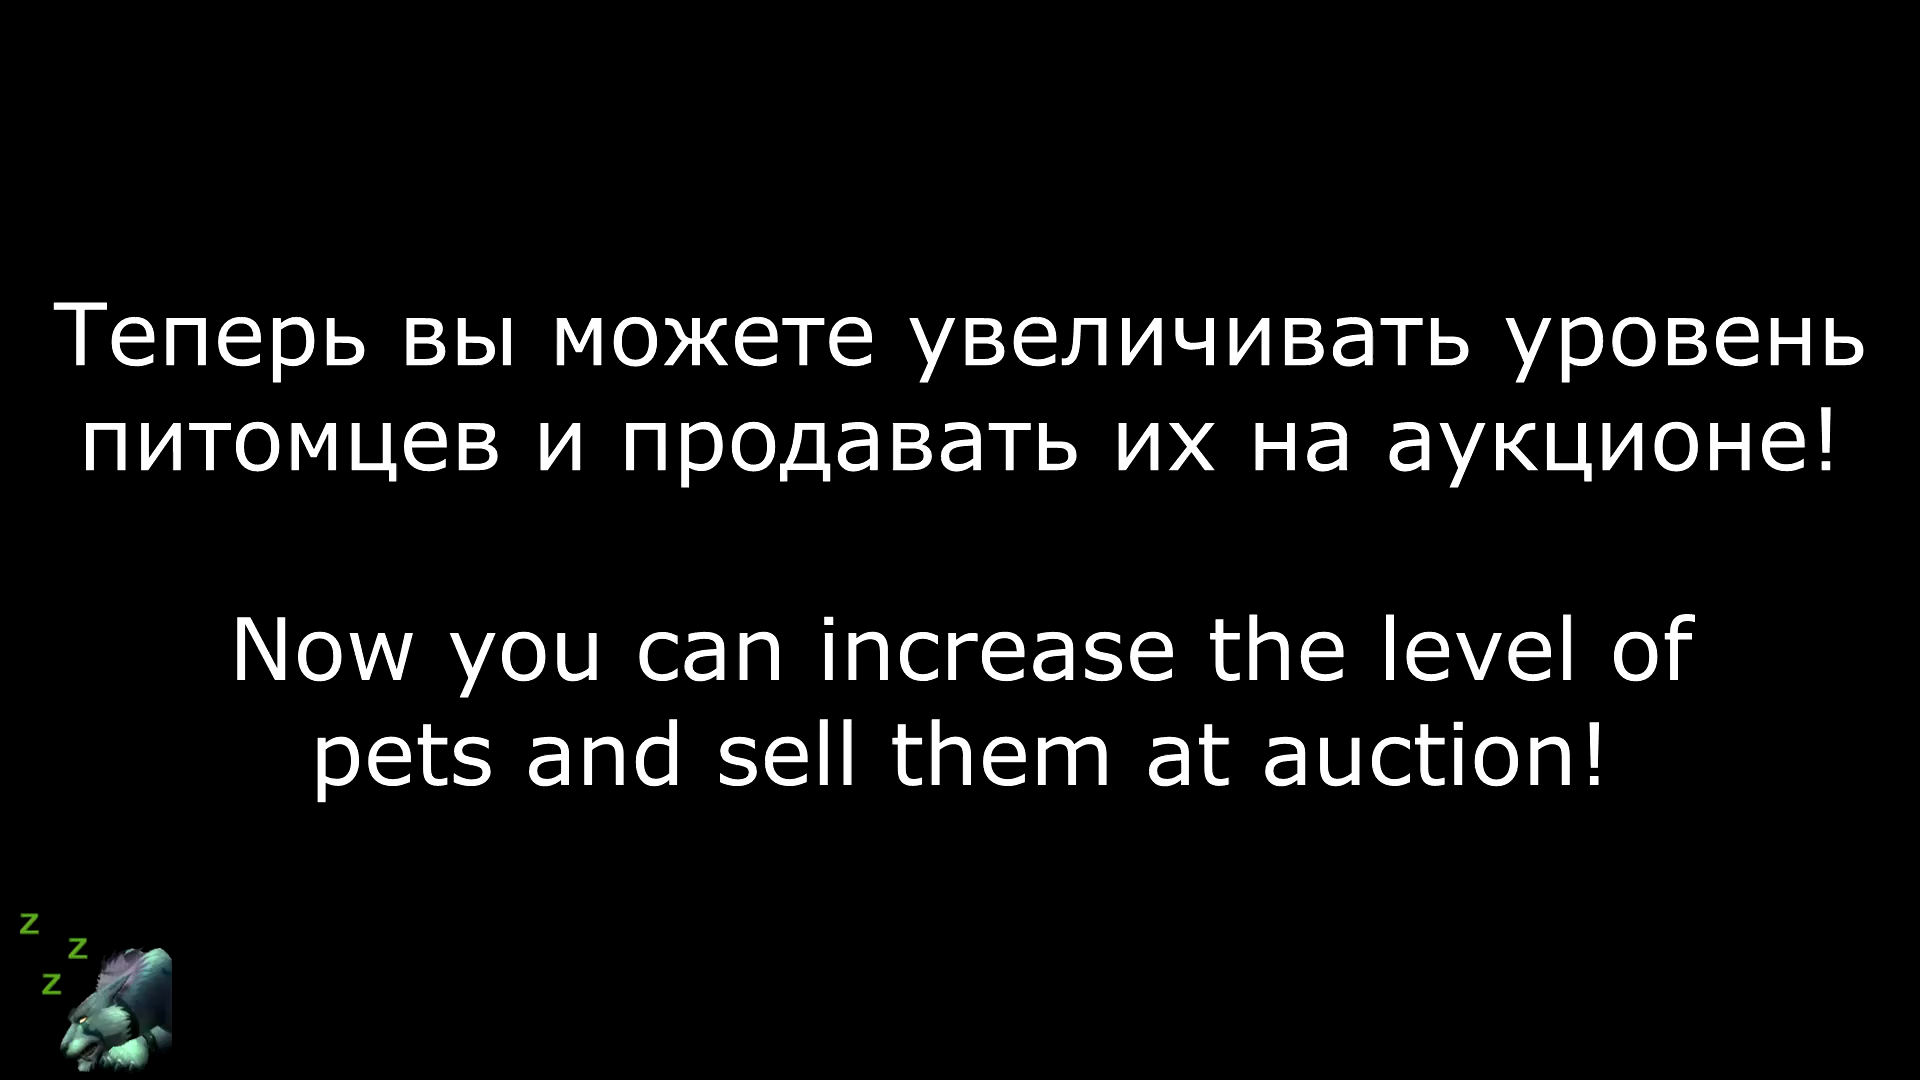 Теперь вы можете увеличивать уровень
питомцев и продавать их на аукционе!
Now you can increase the level of
pets and sell them at auction!
z
z
z